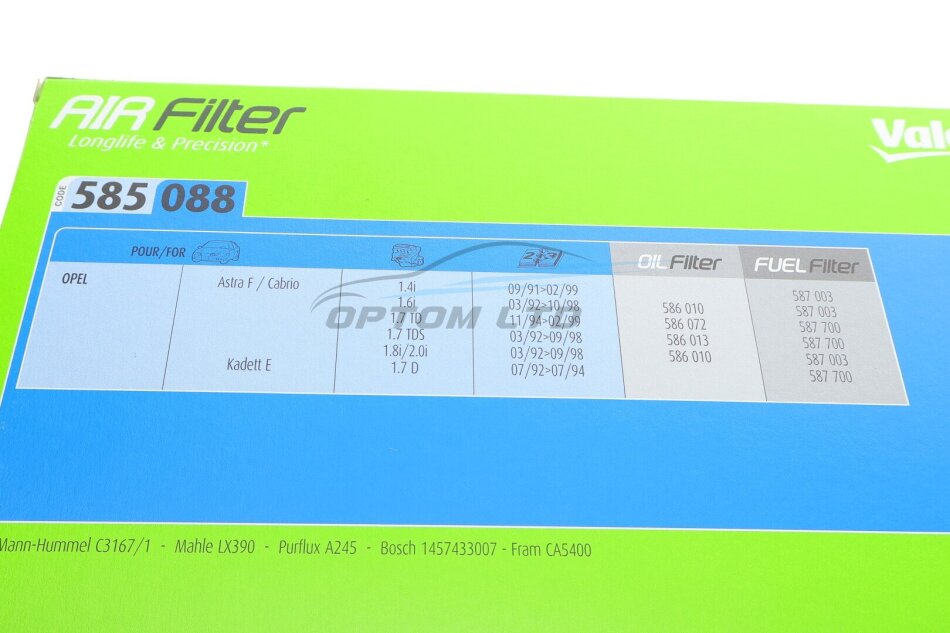 AIR Filter
Longlife & Precision*
Vale
CODE
585 088
POUR/FOR
OIL Filter
FUEL Filter
OPEL
Astra F / Cabrio
1.4i
09/91>02/99
587 003
1.6i
03/92>10/98
586 010
587 003
1.7 TD
11/94>02/99
586 072
587 700
1.7 TDS
03/92>09/98
586 013
587 700
1.8i/2.0i
03/92>09/98
586 010
587 003
Kadett E
1.7 D
07/92>07/94
587 700
OPTOM LTD
Mann-Hummel C3167/1 - Mahle LX390 - Purflux A245 - Bosch 1457433007 - Fram CA5400